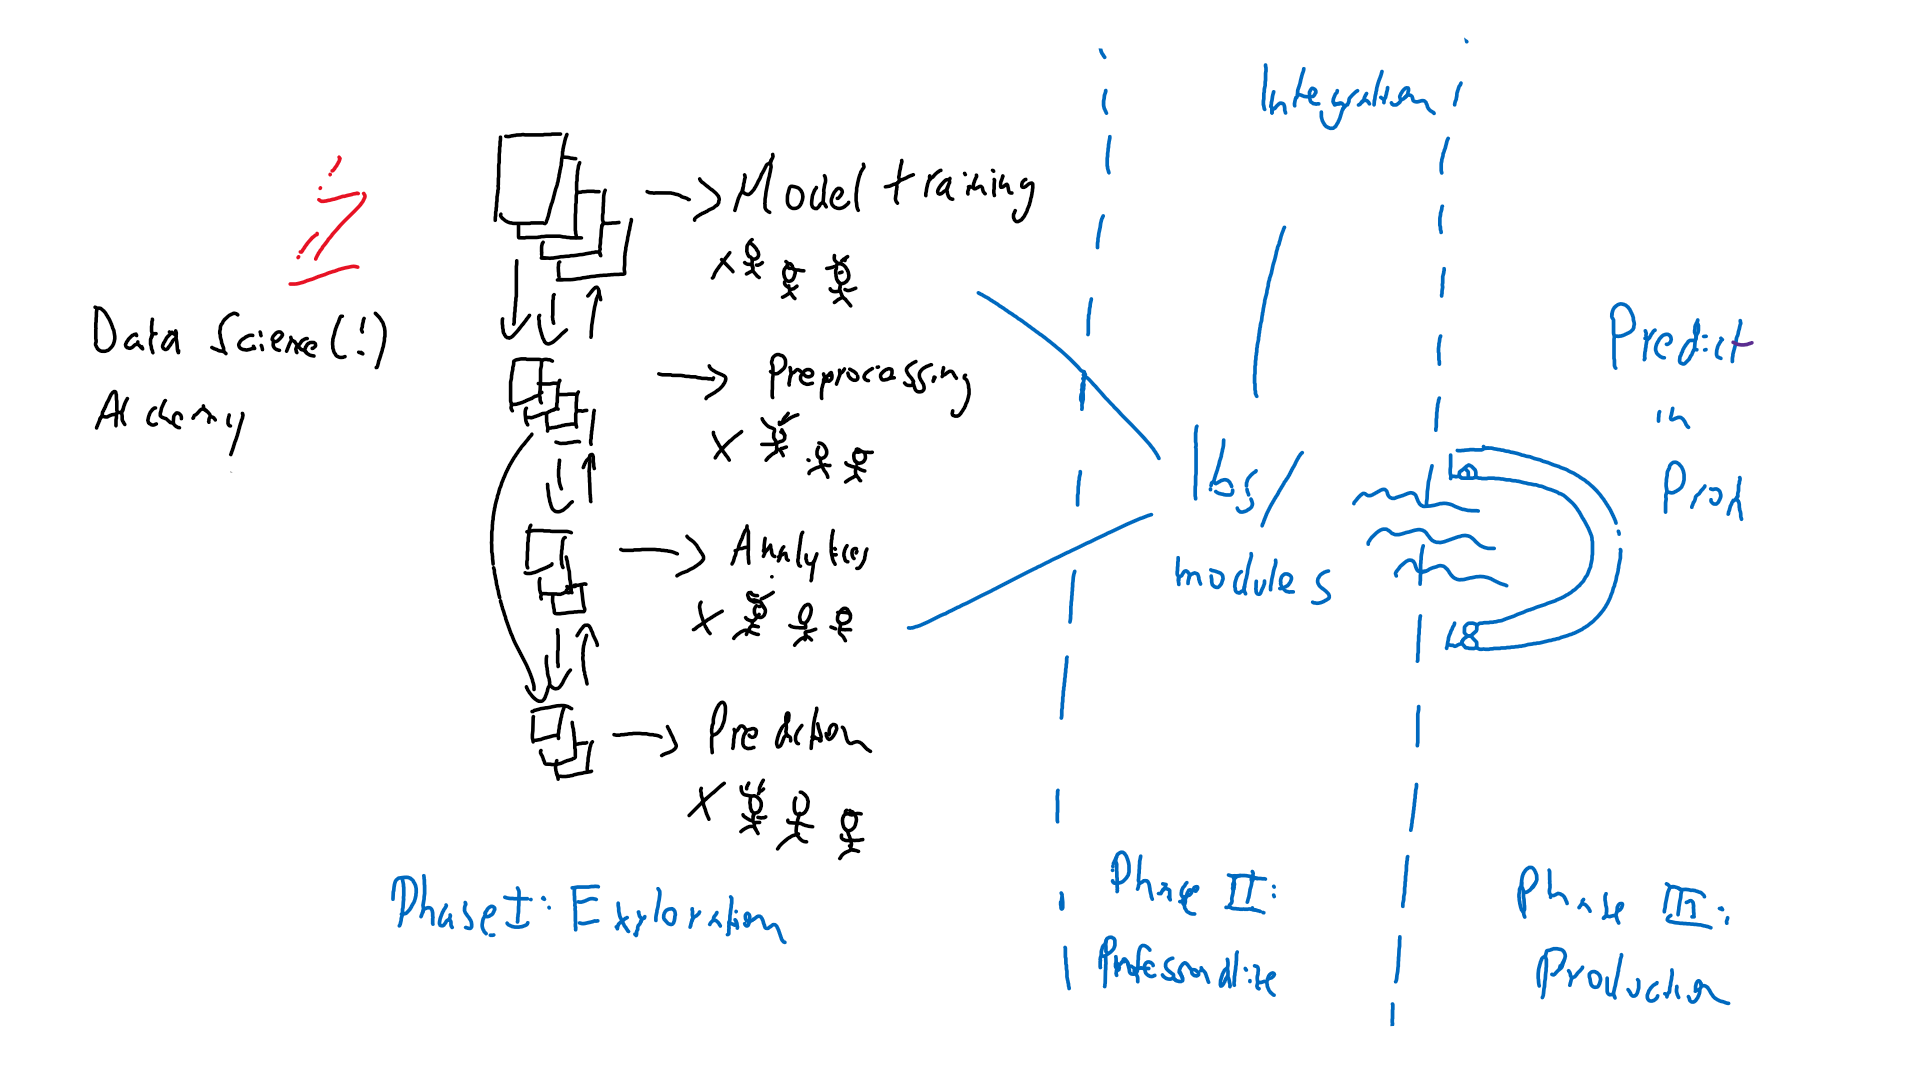 Data Science(!)
Alchemy
Model training
x
Preprocessing
x
Analytics
x
Prediction
x
Phase I: Exploration
Integration
libs/
modules
Phase II:
Professionalize
Predict
in
Prod
Phase III:
Production